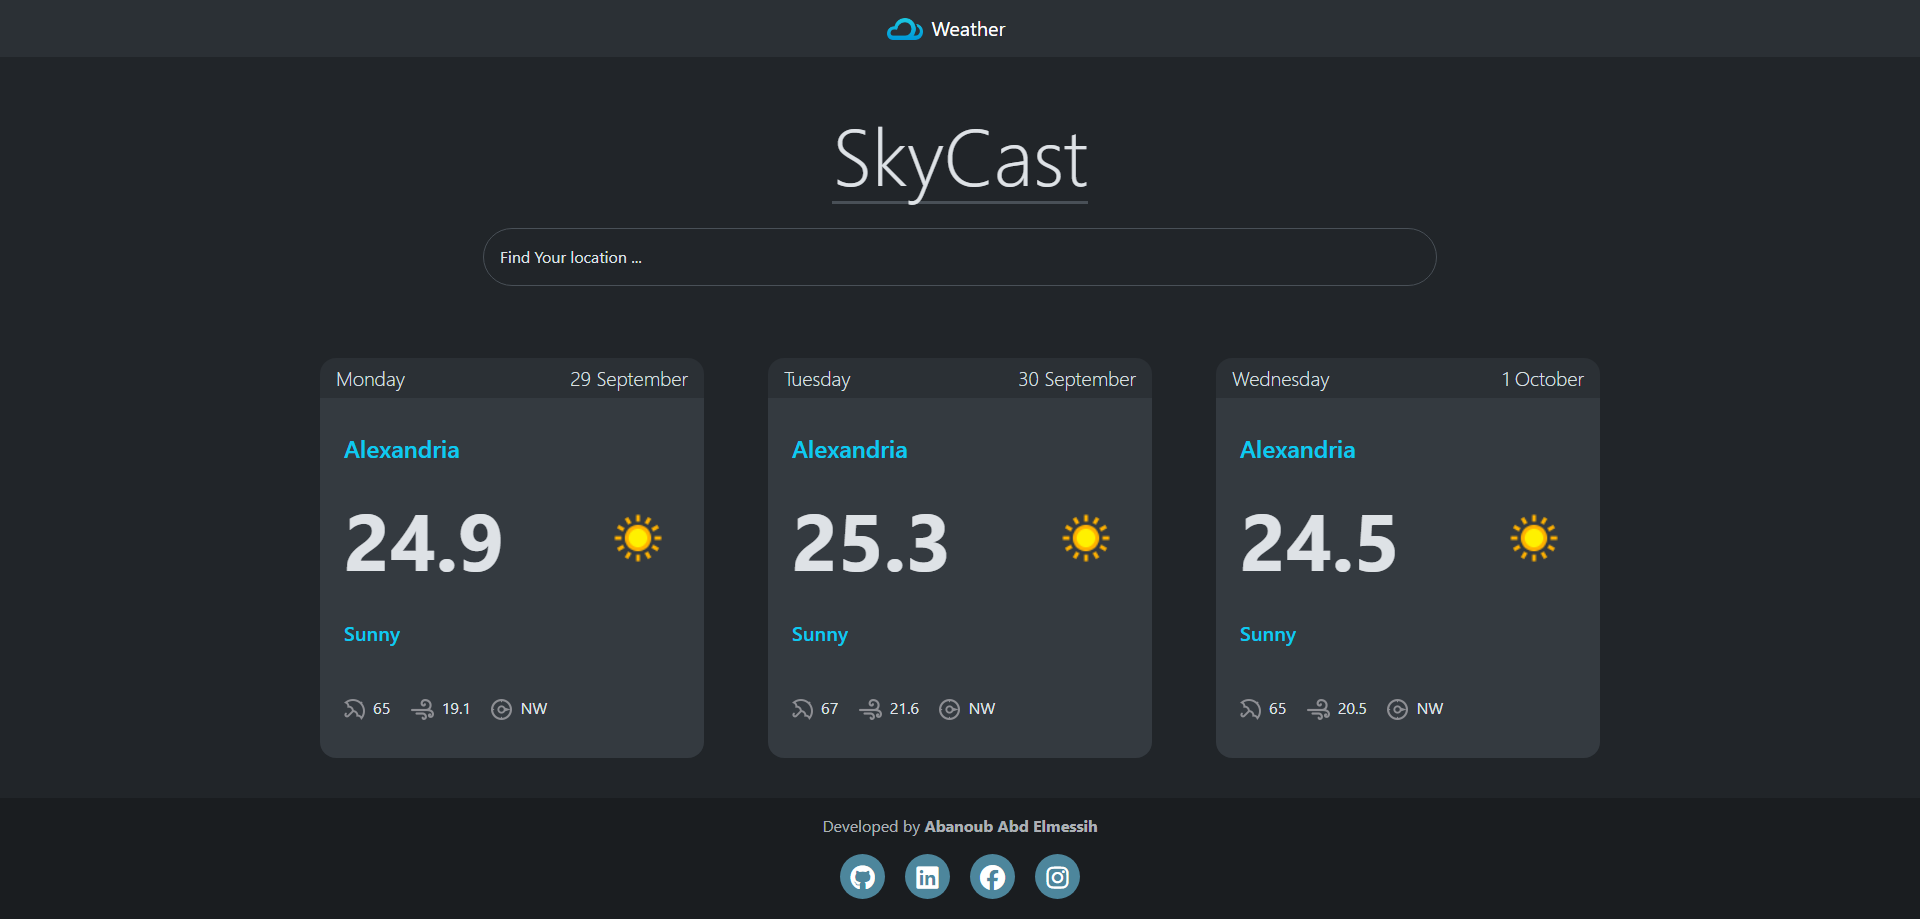 Weather
SkyCast
Find Your location ...
Monday 29 September
Alexandria
24.9
Sunny
65 19.1 NW
Tuesday 30 September
Alexandria
25.3
Sunny
67 21.6 NW
Wednesday 1 October
Alexandria
24.5
Sunny
65 20.5 NW
Developed by Abanoub Abd Elmessih